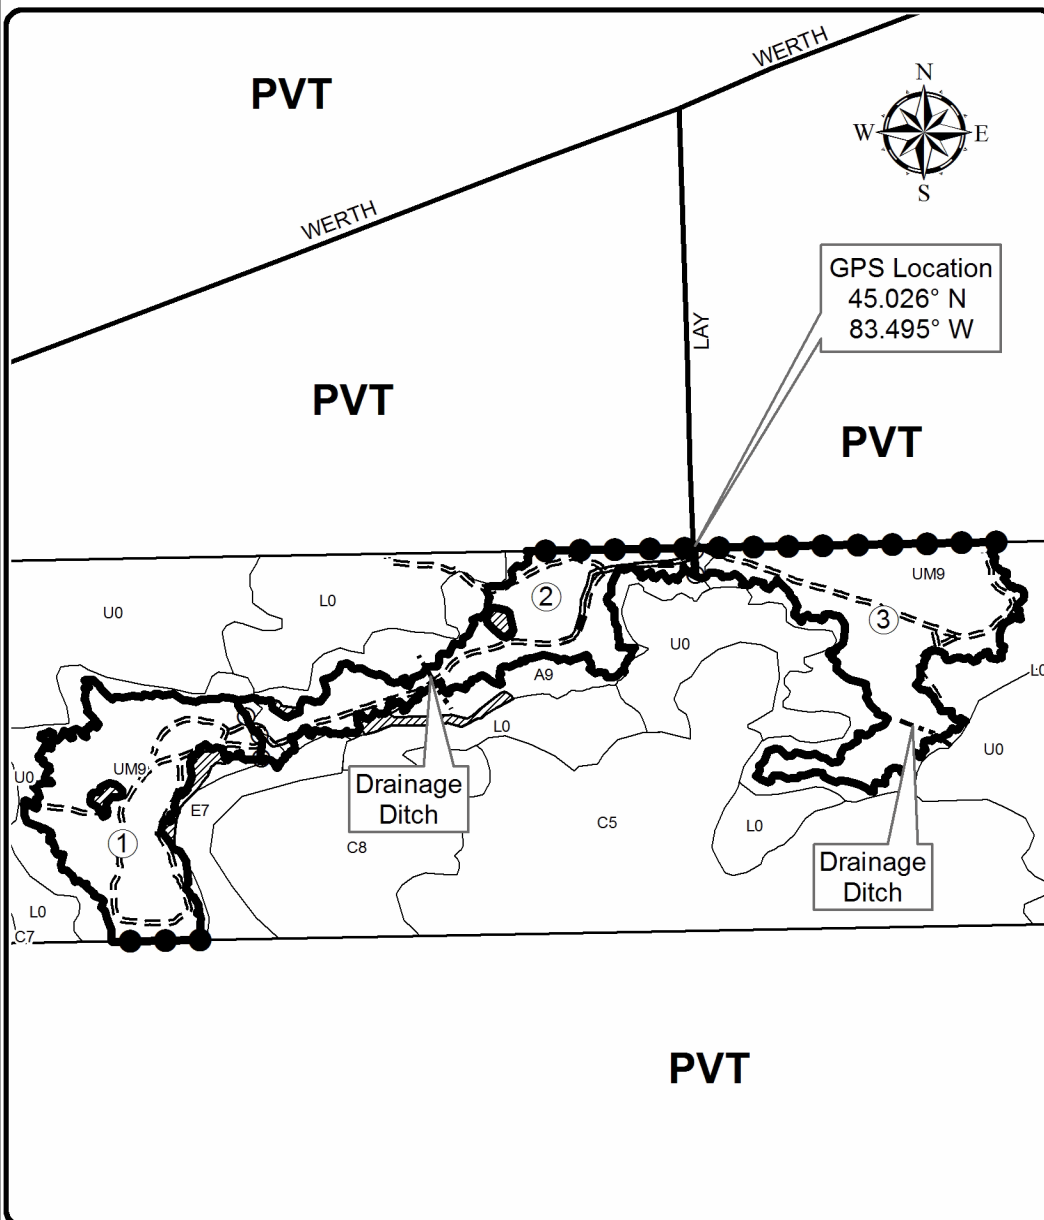 WERTH
PVT
N
W
E
S
WERTH
GPS Location
45.026° N
83.495° W
LAY
PVT
PVT
UM9
L0
U0
2
3
U0
A9
L0
L0
U0
UM9
U0
Drainage
Ditch
E7
C5
L0
1
C8
Drainage
Ditch
L0
C7
PVT